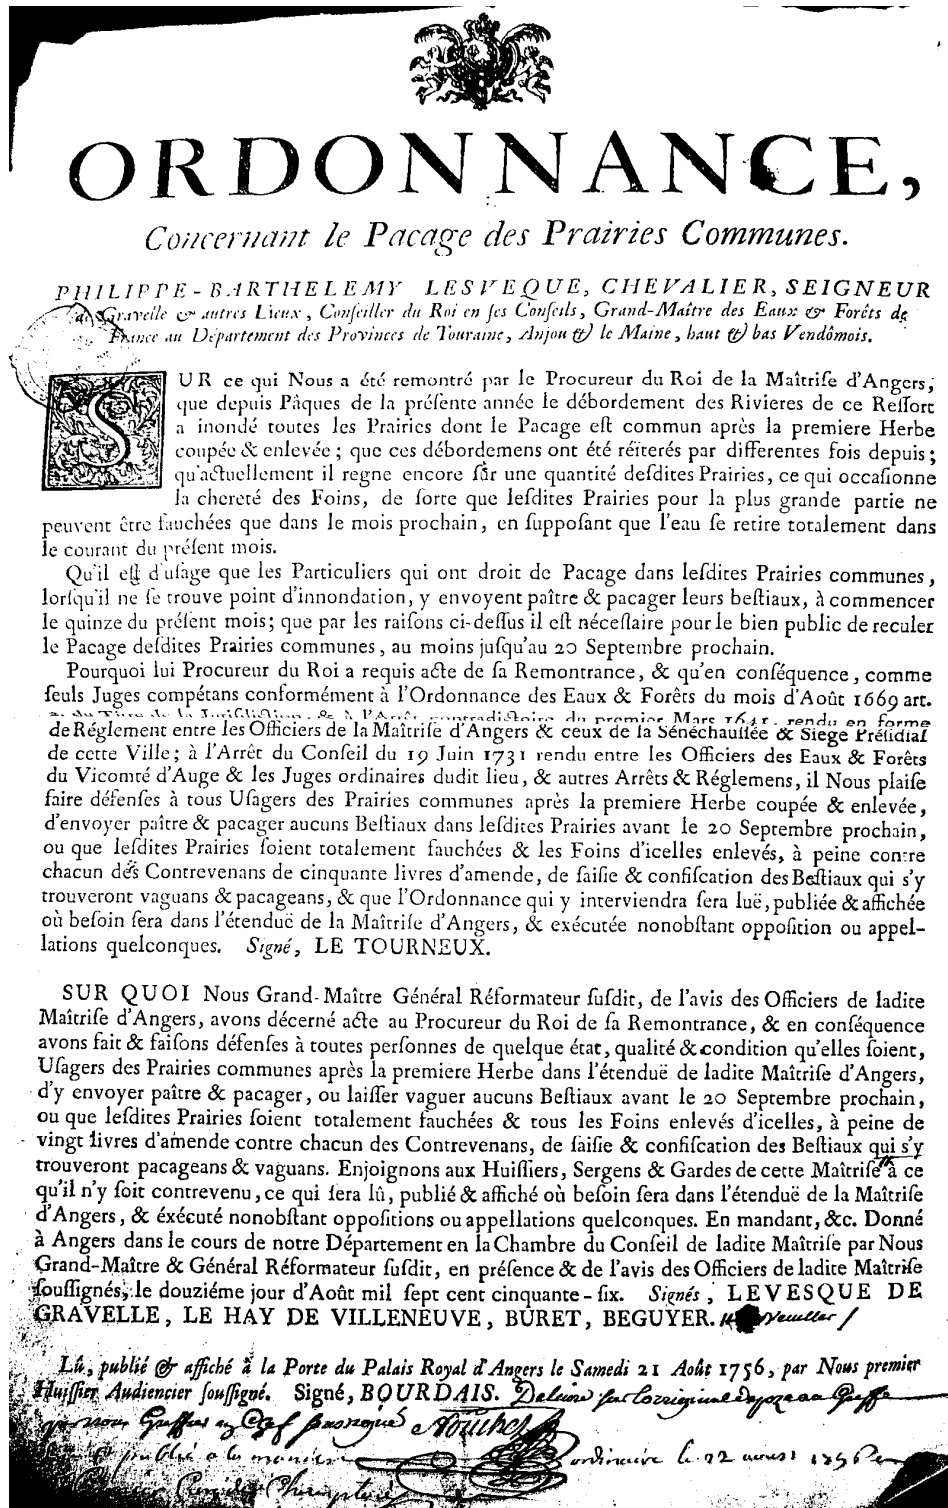 ORDONNANCE,
Concernant le Pacage des Prairies Communes.
PHILIPPE-BARTHELEMY LESVEQUE, CHEVALIER, SEIGNEUR
de Gravelle & autres Lieux, Conſeiller du Roi en ſes Conſeils, Grand-Maître des Eaux & Forêts de
France au Département des Provinces de Touraine, Anjou & le Maine, haut & bas Vendômois.
SUR ce qui Nous a été remontré par le Procureur du Roi de la Maîtriſe d'Angers,
que depuis Pâques de la préſente année le débordement des Rivieres de ce Reſſort
a inondé toutes les Prairies dont le Pacage eſt commun après la premiere Herbe
coupée & enlevée ; que ces débordemens ont été réiterés par differentes fois depuis ;
qu'actuellement il regne encore sûr une quantité deſdites Prairies, ce qui occaſionne
la chereté des Foins, de ſorte que leſdites Prairies pour la plus grande partie ne
peuvent être fauchées que dans le mois prochain, en ſuppoſant que l'eau ſe retire totalement dans
le courant du préſent mois.
Qu'il eſt d'uſage que les Particuliers qui ont droit de Pacage dans leſdites Prairies communes,
lorſqu'il ne ſe trouve point d'innondation, y envoyent paître & pacager leurs beſtiaux, à commencer
le quinze du préſent mois ; que par les raiſons ci-deſſus il eſt néceſſaire pour le bien public de reculer
le Pacage deſdites Prairies communes, au moins juſqu'au 20 Septembre prochain.
Pourquoi lui Procureur du Roi a requis acte de ſa Remontrance, & qu'en conſéquence, comme
ſeuls Juges compétans conformément à l'Ordonnance des Eaux & Forêts du mois d'Août 1669 art.
du Titre de la Juriſdiction, & à l'Arrêt contradictoire du premier Mars rendu en forme
de Réglement entre les Officiers de la Maîtriſe d'Angers & ceux de la Sénéchauſſée & Siege Préſidial
de cette Ville ; à l'Arrêt du Conſeil du 19 Juin 1731 rendu entre les Officiers des Eaux & Forêts
du Vicomté d'Auge & les Juges ordinaires dudit lieu, & autres Arrêts & Réglemens, il Nous plaiſe
faire défenſes à tous Uſagers des Prairies communes après la premiere Herbe coupée & enlevée,
d'envoyer paître & pacager aucuns Beſtiaux dans leſdites Prairies avant le 20 Septembre prochain,
ou que leſdites Prairies ſoient totalement fauchées & les Foins d'icelles enlevés, à peine contre
chacun des Contrevenans de cinquante livres d'amende, de ſaiſie & confiſcation des Beſtiaux qui s'y
trouveront vaguans & pacageans, & que l'Ordonnance qui y interviendra ſera luë, publiée & affichée
où beſoin ſera dans l'étenduë de la Maîtriſe d'Angers, & exécutée nonobſtant oppoſition ou appel-
lations quelconques. Signé, LE TOURNEUX.
SUR QUOI Nous Grand-Maître Général Réformateur ſuſdit, de l'avis des Officiers de ladite
Maîtriſe d'Angers, avons décerné acte au Procureur du Roi de ſa Remontrance, & en conſéquence
avons fait & faiſons défenſes à toutes perſonnes de quelque état, qualité & condition qu'elles ſoient,
Uſagers des Prairies communes après la premiere Herbe dans l'étenduë de ladite Maîtriſe d'Angers,
d'y envoyer paître & pacager, ou laiſſer vaguer aucuns Beſtiaux avant le 20 Septembre prochain,
ou que leſdites Prairies ſoient totalement fauchées & tous les Foins enlevés d'icelles, à peine de
vingt livres d'amende contre chacun des Contrevenans, de ſaiſie & confiſcation des Beſtiaux qui s'y
trouveront pacageans & vaguans. Enjoignons aux Huiſſiers, Sergens & Gardes de cette Maîtriſe à ce
qu'il n'y ſoit contrevenu, ce qui ſera lû, publié & affiché où beſoin ſera dans l'étenduë de la Maîtriſe
d'Angers, & éxécuté nonobſtant oppoſitions ou appellations quelconques. En mandant, &c. Donné
à Angers dans le cours de notre Département en la Chambre du Conſeil de ladite Maîtriſe par Nous
Grand-Maître & Général Réformateur ſuſdit, en préſence & de l'avis des Officiers de ladite Maîtriſe
ſouſſignés, le douziéme jour d'Août mil ſept cent cinquante-ſix. Signés, LEVESQUE DE
GRAVELLE, LE HAY DE VILLENEUVE, BURET, BEGUYER.
Lû, publié & affiché à la Porte du Palais Royal d'Angers le Samedi 21 Août 1756, par Nous premier
Huiſſier Audiencier ſouſſigné. Signé, BOURDAIS.
publié a la maniere ordinaire le 22 aoust 1756